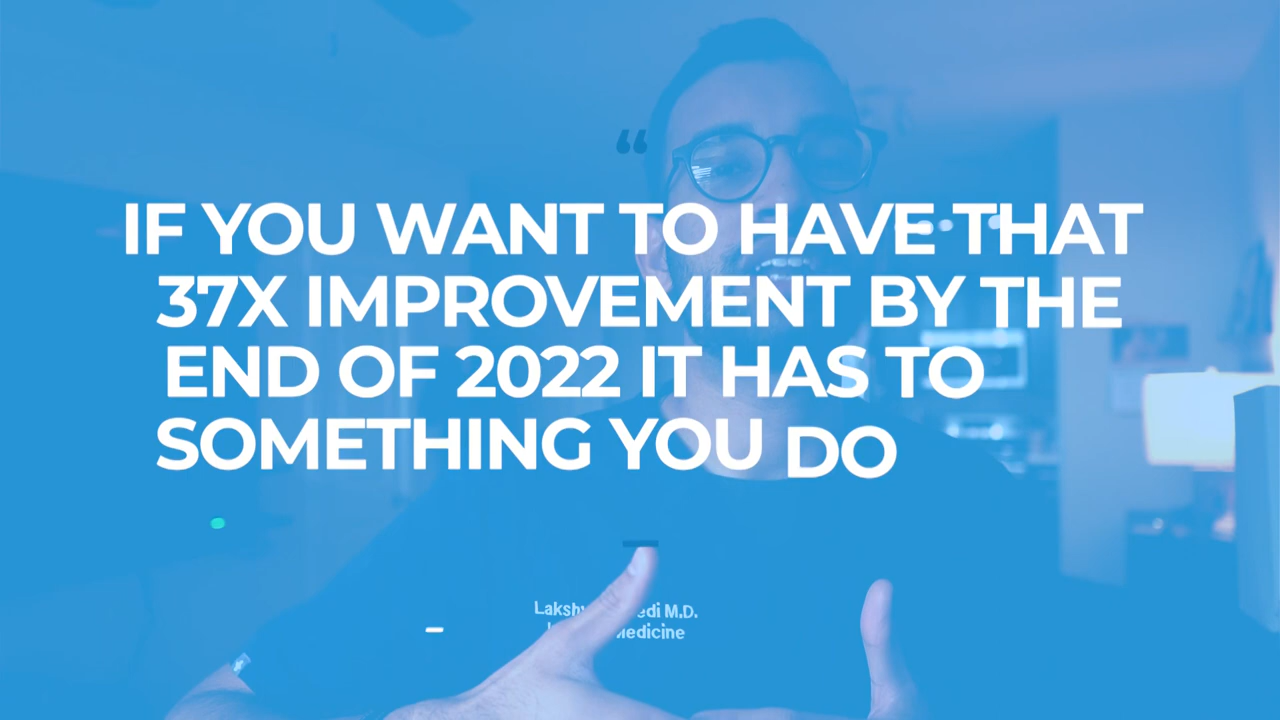 “
IF YOU WANT TO HAVE THAT
37X IMPROVEMENT BY THE
END OF 2022 IT HAS TO
SOMETHING YOU DO
M.D.